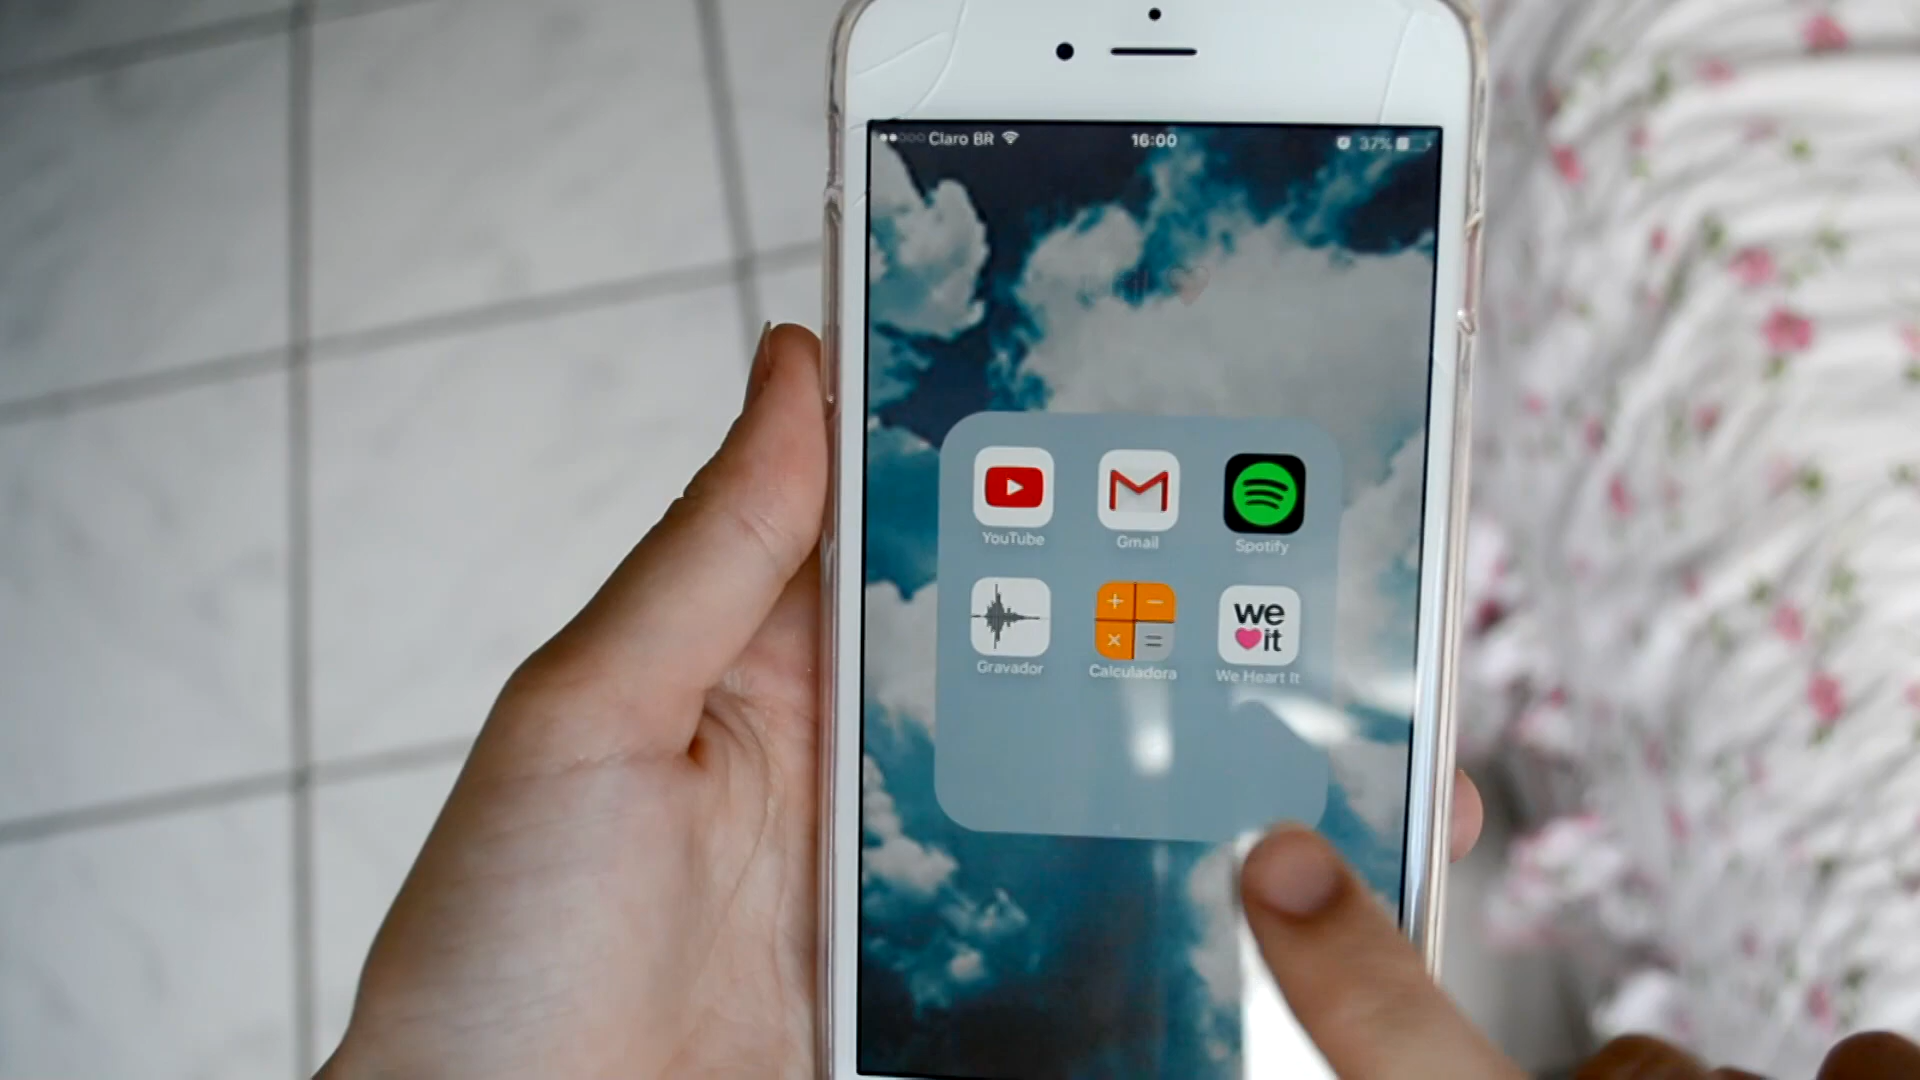 Claro BR 16:00 37%
YouTube Gmail Spotify
we
it
Gravador Calculadora We Heart It